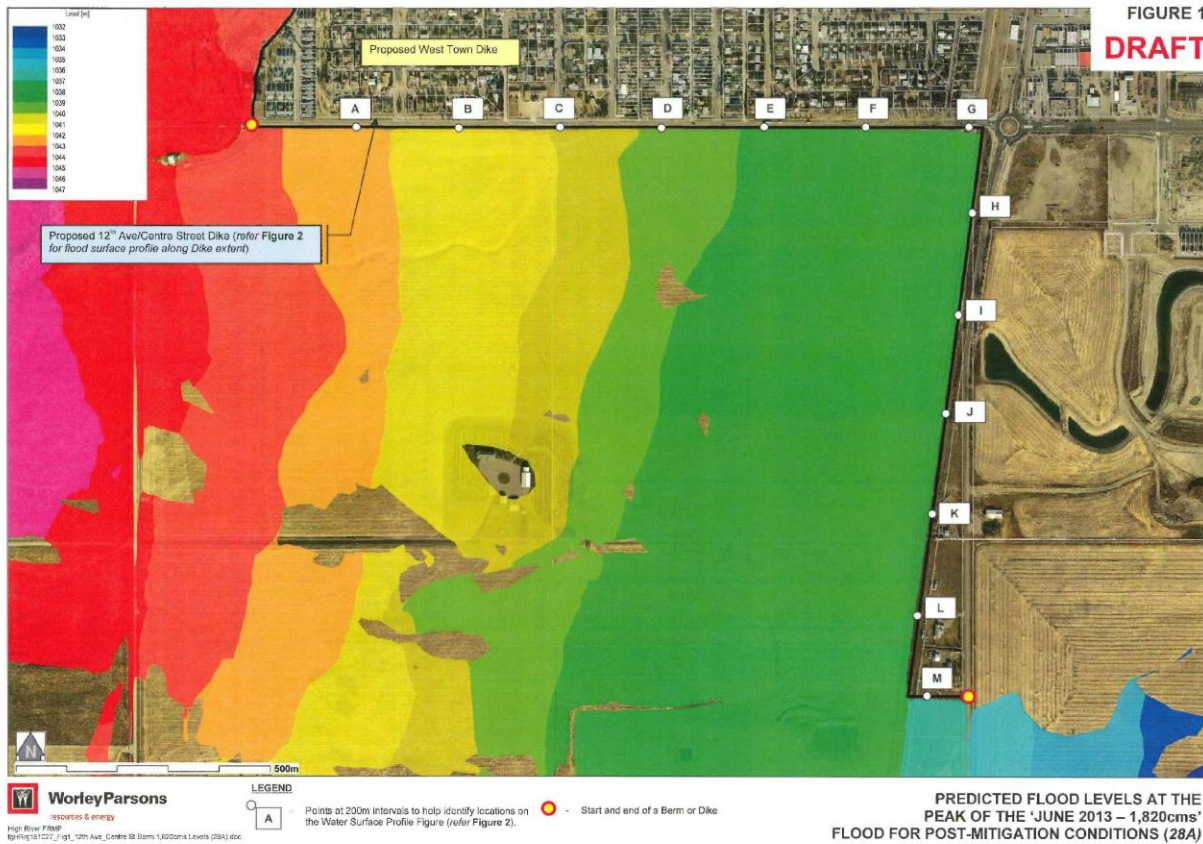 FIGURE 1
DRAFT
Level [m]
1032
1033
1034
1035
1036
1037
1038
1039
1040
1041
1042
1043
1044
1045
1046
1047
Proposed West Town Dike
A
B
C
D
E
F
G
H
I
J
K
L
M
Proposed 12th Ave/Centre Street Dike (refer Figure 2
for flood surface profile along Dike extent)
N
500m
WorleyParsons
resources & energy
High River FRMP
LEGEND
A
- Points at 200m intervals to help identify locations on
the Water Surface Profile Figure (refer Figure 2).
- Start and end of a Berm or Dike
PREDICTED FLOOD LEVELS AT THE
PEAK OF THE 'JUNE 2013 – 1,820cms'
FLOOD FOR POST-MITIGATION CONDITIONS (28A)